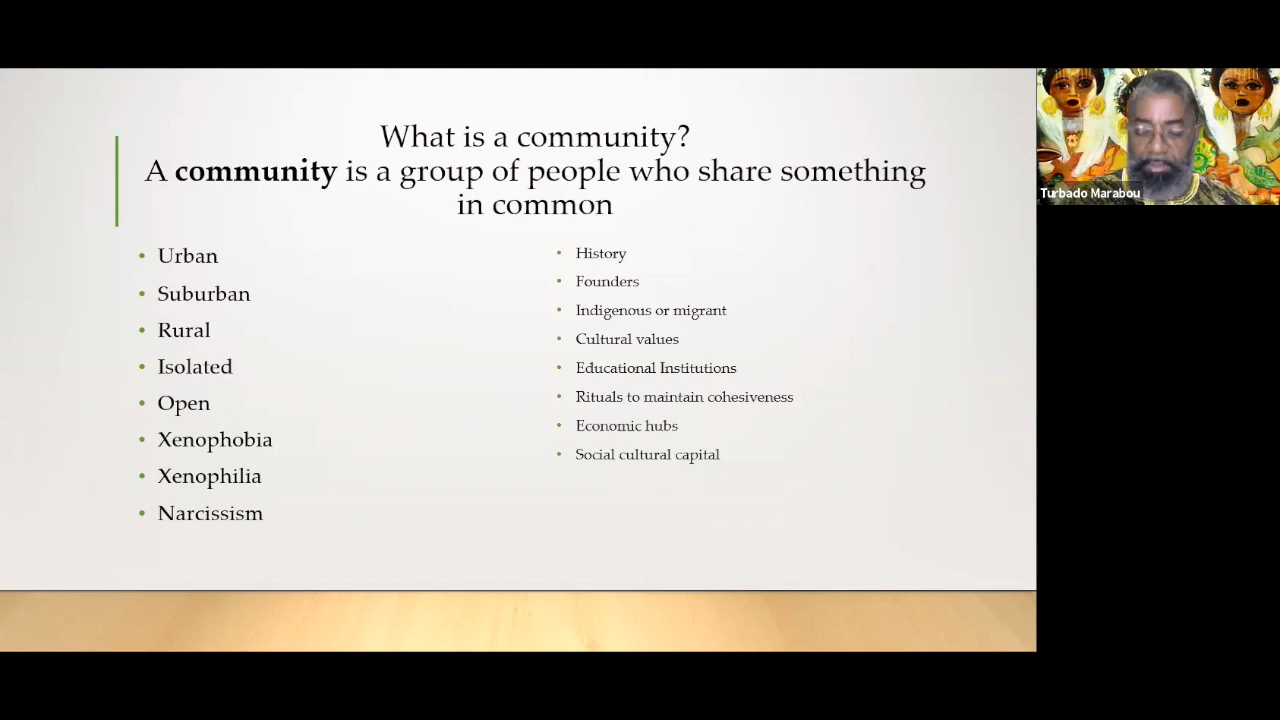 What is a community?
A community is a group of people who share something
in common
Urban
Suburban
Rural
Isolated
Open
Xenophobia
Xenophilia
Narcissism
History
Founders
Indigenous or migrant
Cultural values
Educational Institutions
Rituals to maintain cohesiveness
Economic hubs
Social cultural capital
Turbado Marabou